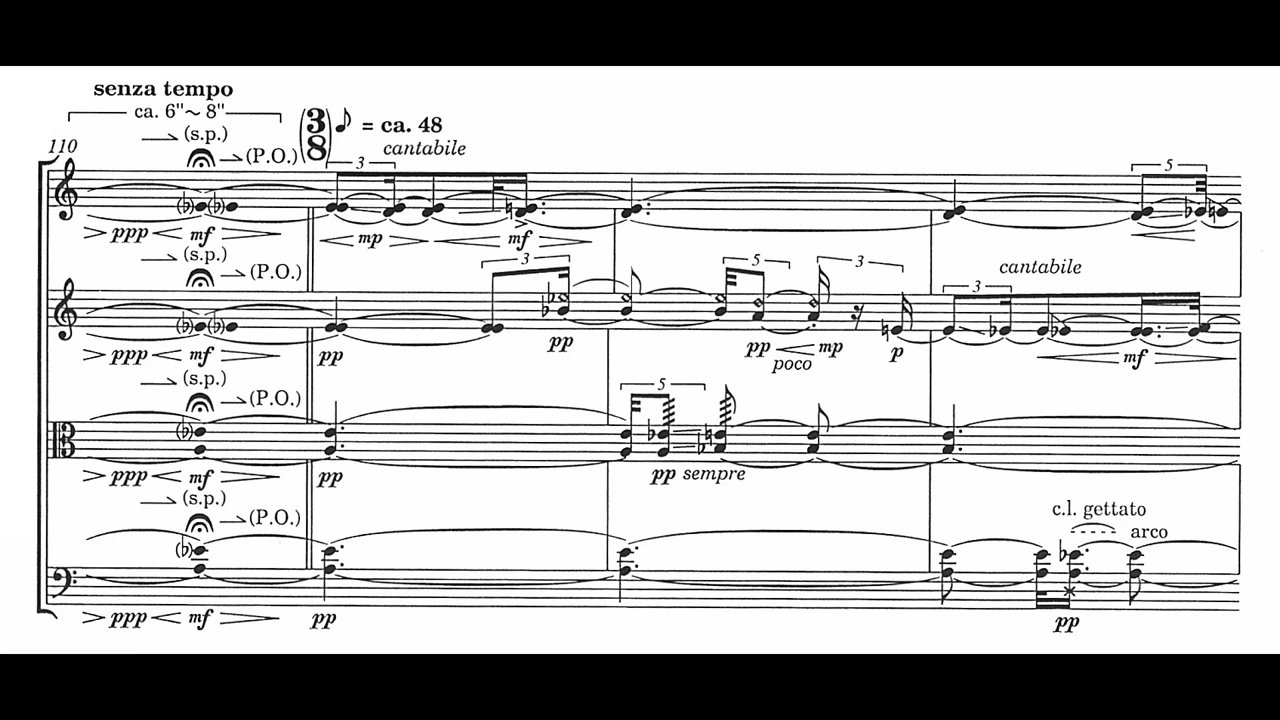 senza tempo
ca. 6"~ 8"
(s.p.)
110
(P.O.)
3
8
= ca. 48
3
cantabile
5
ppp mf
mp
mf
(s.p.)
(P.O.)
3
5
3
cantabile
3
ppp mf
pp
pp
pp mp
poco
p
mf
(s.p.)
(P.O.)
5
ppp mf
pp
pp sempre
(s.p.)
(P.O.)
c.l. gettato
arco
ppp mf
pp
pp